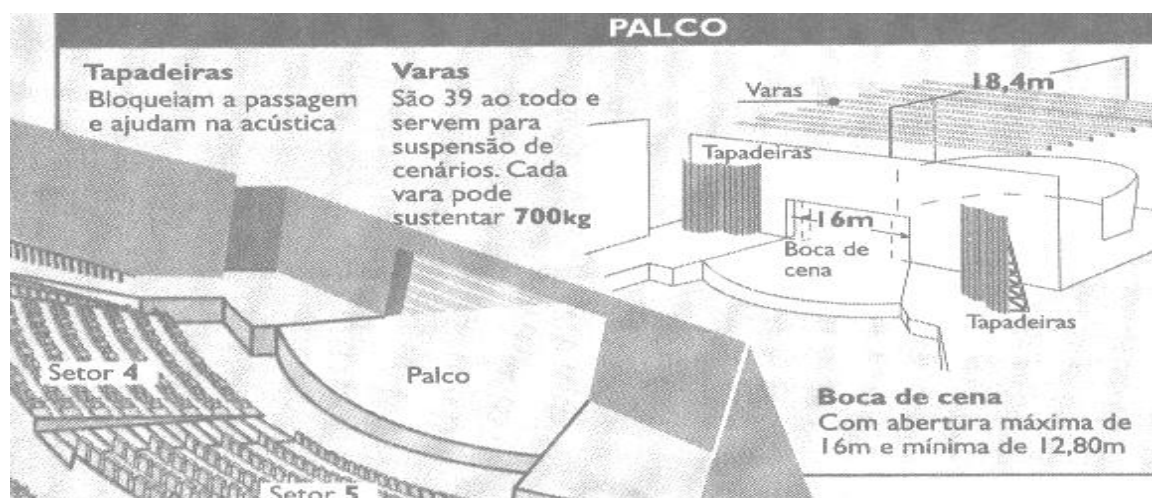 PALCO
Tapadeiras
Bloqueiam a passagem
e ajudam na acústica
Varas
São 39 ao todo e
servem para
suspensão de
cenários. Cada
vara pode
sustentar 700kg
Varas
18,4m
Tapadeiras
16m
Boca de
cena
Tapadeiras
Setor 4
Palco
Boca de cena
Com abertura máxima de
16m e mínima de 12,80m
Setor 5